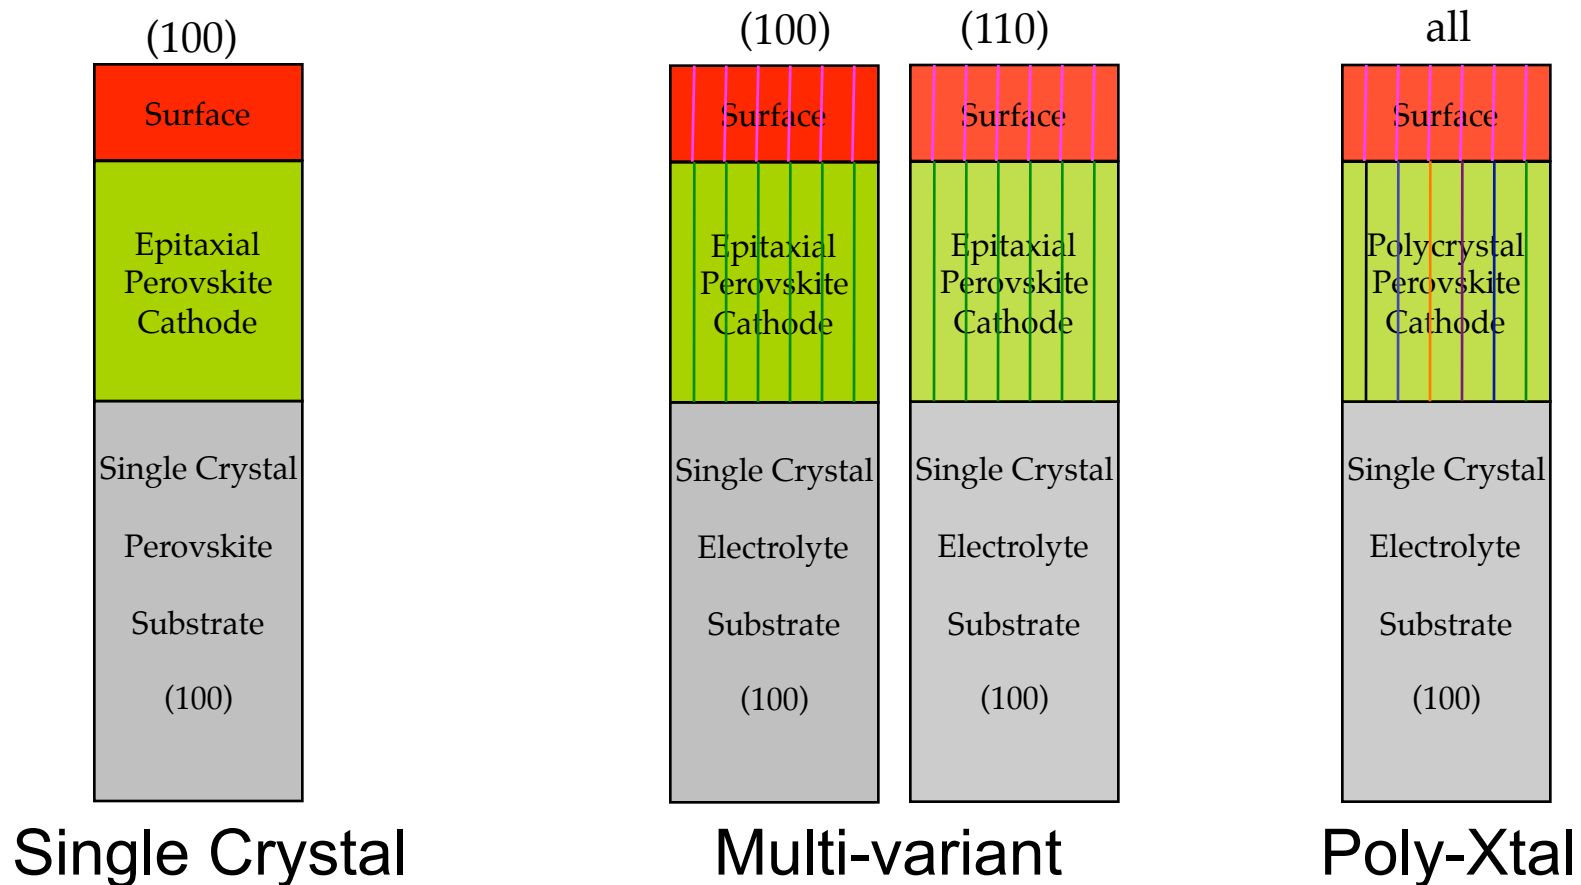 (100)
Surface
Epitaxial
Perovskite
Cathode
Single Crystal
Perovskite
Substrate
(100)
Single Crystal
(100)
Surface
Epitaxial
Perovskite
Cathode
Single Crystal
Electrolyte
Substrate
(100)
(110)
Surface
Epitaxial
Perovskite
Cathode
Single Crystal
Electrolyte
Substrate
(100)
Multi-variant
all
Surface
Polycrystal
Perovskite
Cathode
Single Crystal
Electrolyte
Substrate
(100)
Poly-Xtal